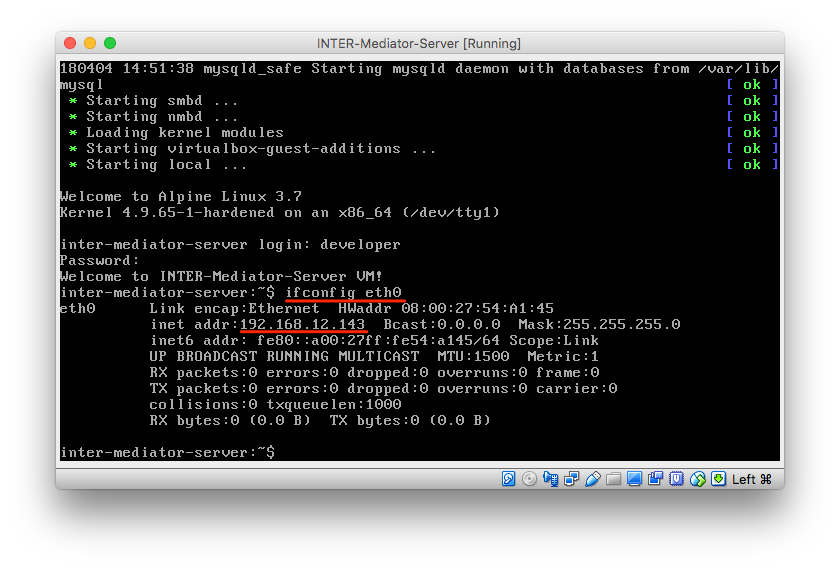 INTER-Mediator-Server [Running]
180404 14:51:38 mysqld_safe Starting mysqld daemon with databases from /var/lib/
mysql [ ok ]
* Starting smbd ... [ ok ]
* Starting nmbd ... [ ok ]
* Loading kernel modules [ ok ]
* Starting virtualbox-guest-additions ... [ ok ]
* Starting local ... [ ok ]
Welcome to Alpine Linux 3.7
Kernel 4.9.65-1-hardened on an x86_64 (/dev/tty1)
inter-mediator-server login: developer
Password:
Welcome to INTER-Mediator-Server VM!
inter-mediator-server:~$ ifconfig eth0
eth0 Link encap:Ethernet HWaddr 08:00:27:54:A1:45
inet addr:192.168.12.143 Bcast:0.0.0.0 Mask:255.255.255.0
inet6 addr: fe80::a00:27ff:fe54:a145/64 Scope:Link
UP BROADCAST RUNNING MULTICAST MTU:1500 Metric:1
RX packets:0 errors:0 dropped:0 overruns:0 frame:0
TX packets:0 errors:0 dropped:0 overruns:0 carrier:0
collisions:0 txqueuelen:1000
RX bytes:0 (0.0 B) TX bytes:0 (0.0 B)
inter-mediator-server:~$
Left ⌘